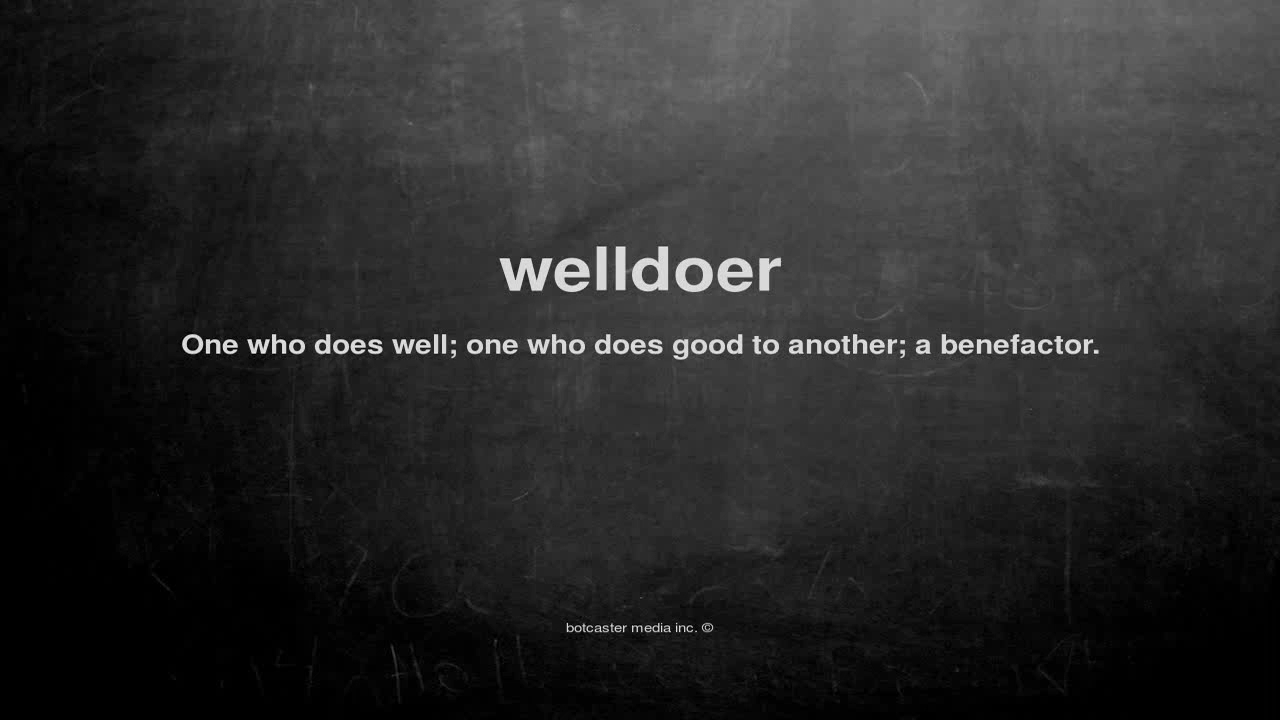 welldoer
One who does well; one who does good to another; a benefactor.
botcaster media inc. ©